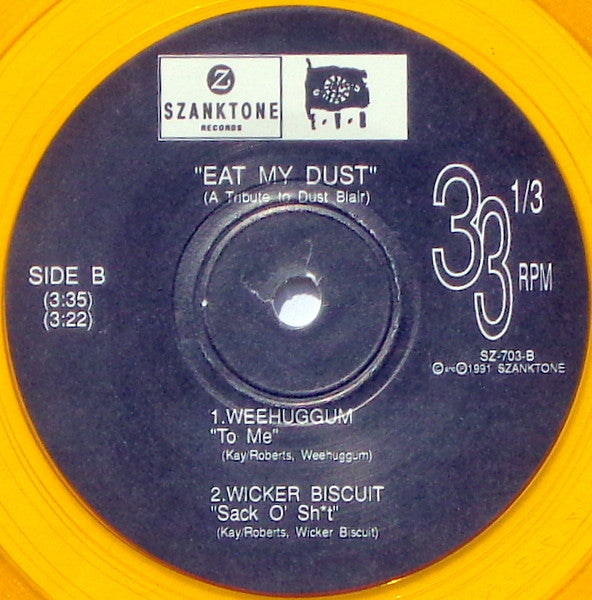 Z
SZANKTONE
RECORDS
"EAT MY DUST"
(A Tribute to Dust Blair)
33 1/3
RPM
SIDE B
(3:35)
(3:22)
SZ-703-B
© and ℗ 1991 SZANKTONE
1.WEEHUGGUM
"To Me"
(Kay/Roberts, Weehuggum)
2.WICKER BISCUIT
"Sack O' Sh*t"
(Kay/Roberts, Wicker Biscuit)